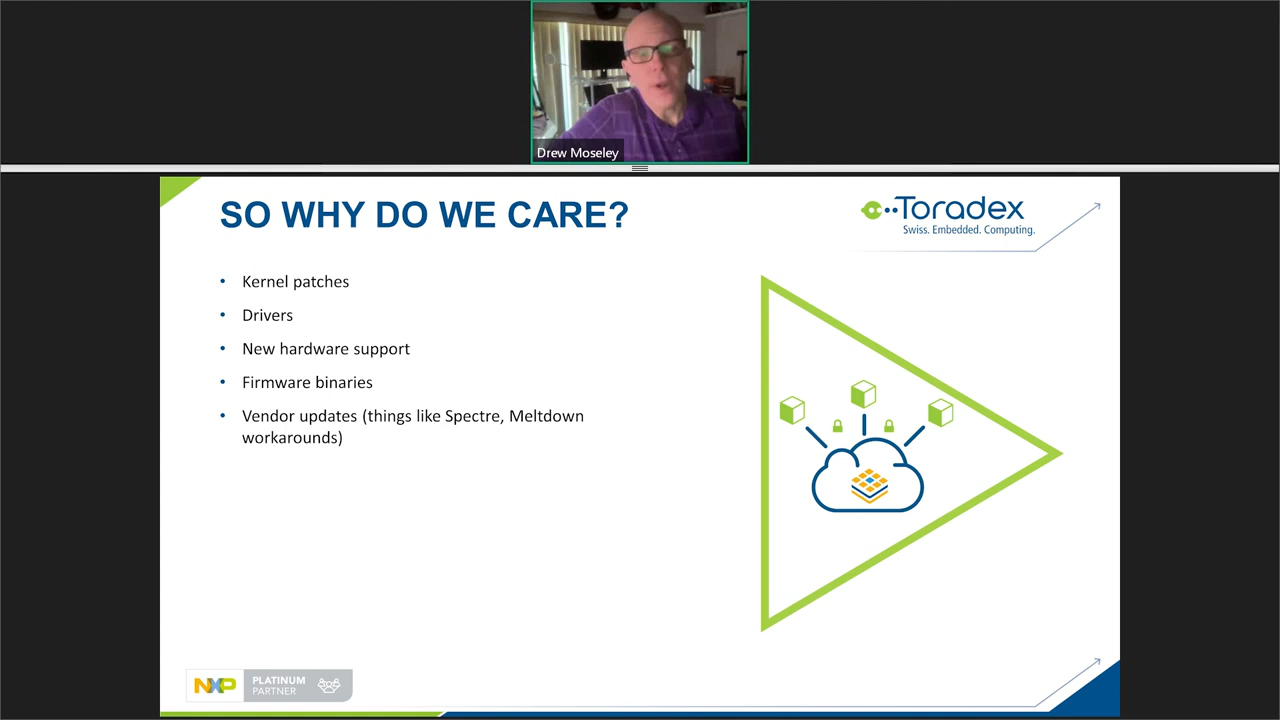 Drew Moseley
SO WHY DO WE CARE?
Toradex
Swiss. Embedded. Computing.
• Kernel patches
• Drivers
• New hardware support
• Firmware binaries
• Vendor updates (things like Spectre, Meltdown
workarounds)
NXP
PLATINUM
PARTNER